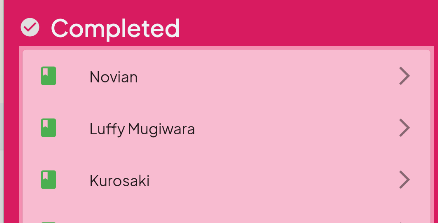 Completed
Novian
Luffy Mugiwara
Kurosaki